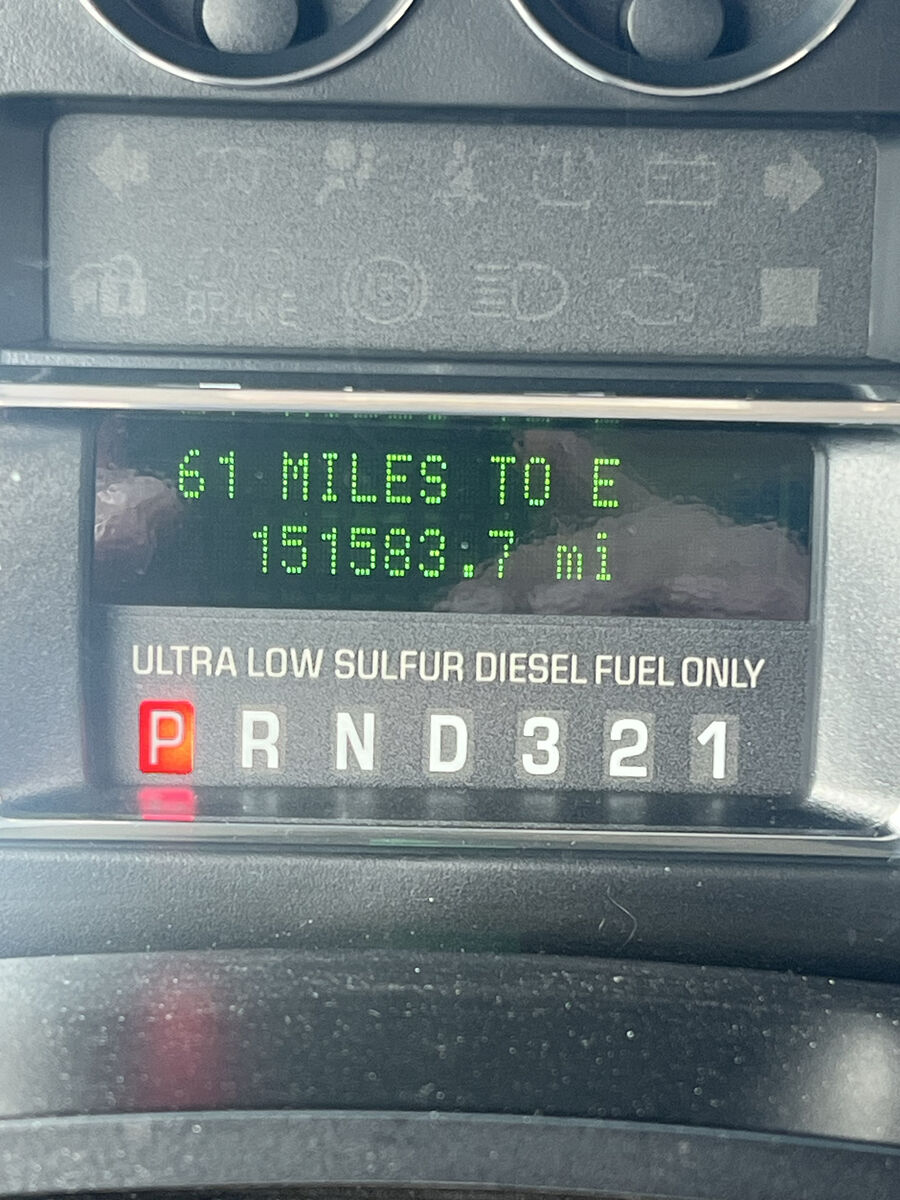 BRAKE
61 MILES TO E
151583.7 mi
ULTRA LOW SULFUR DIESEL FUEL ONLY
P R N D 3 2 1